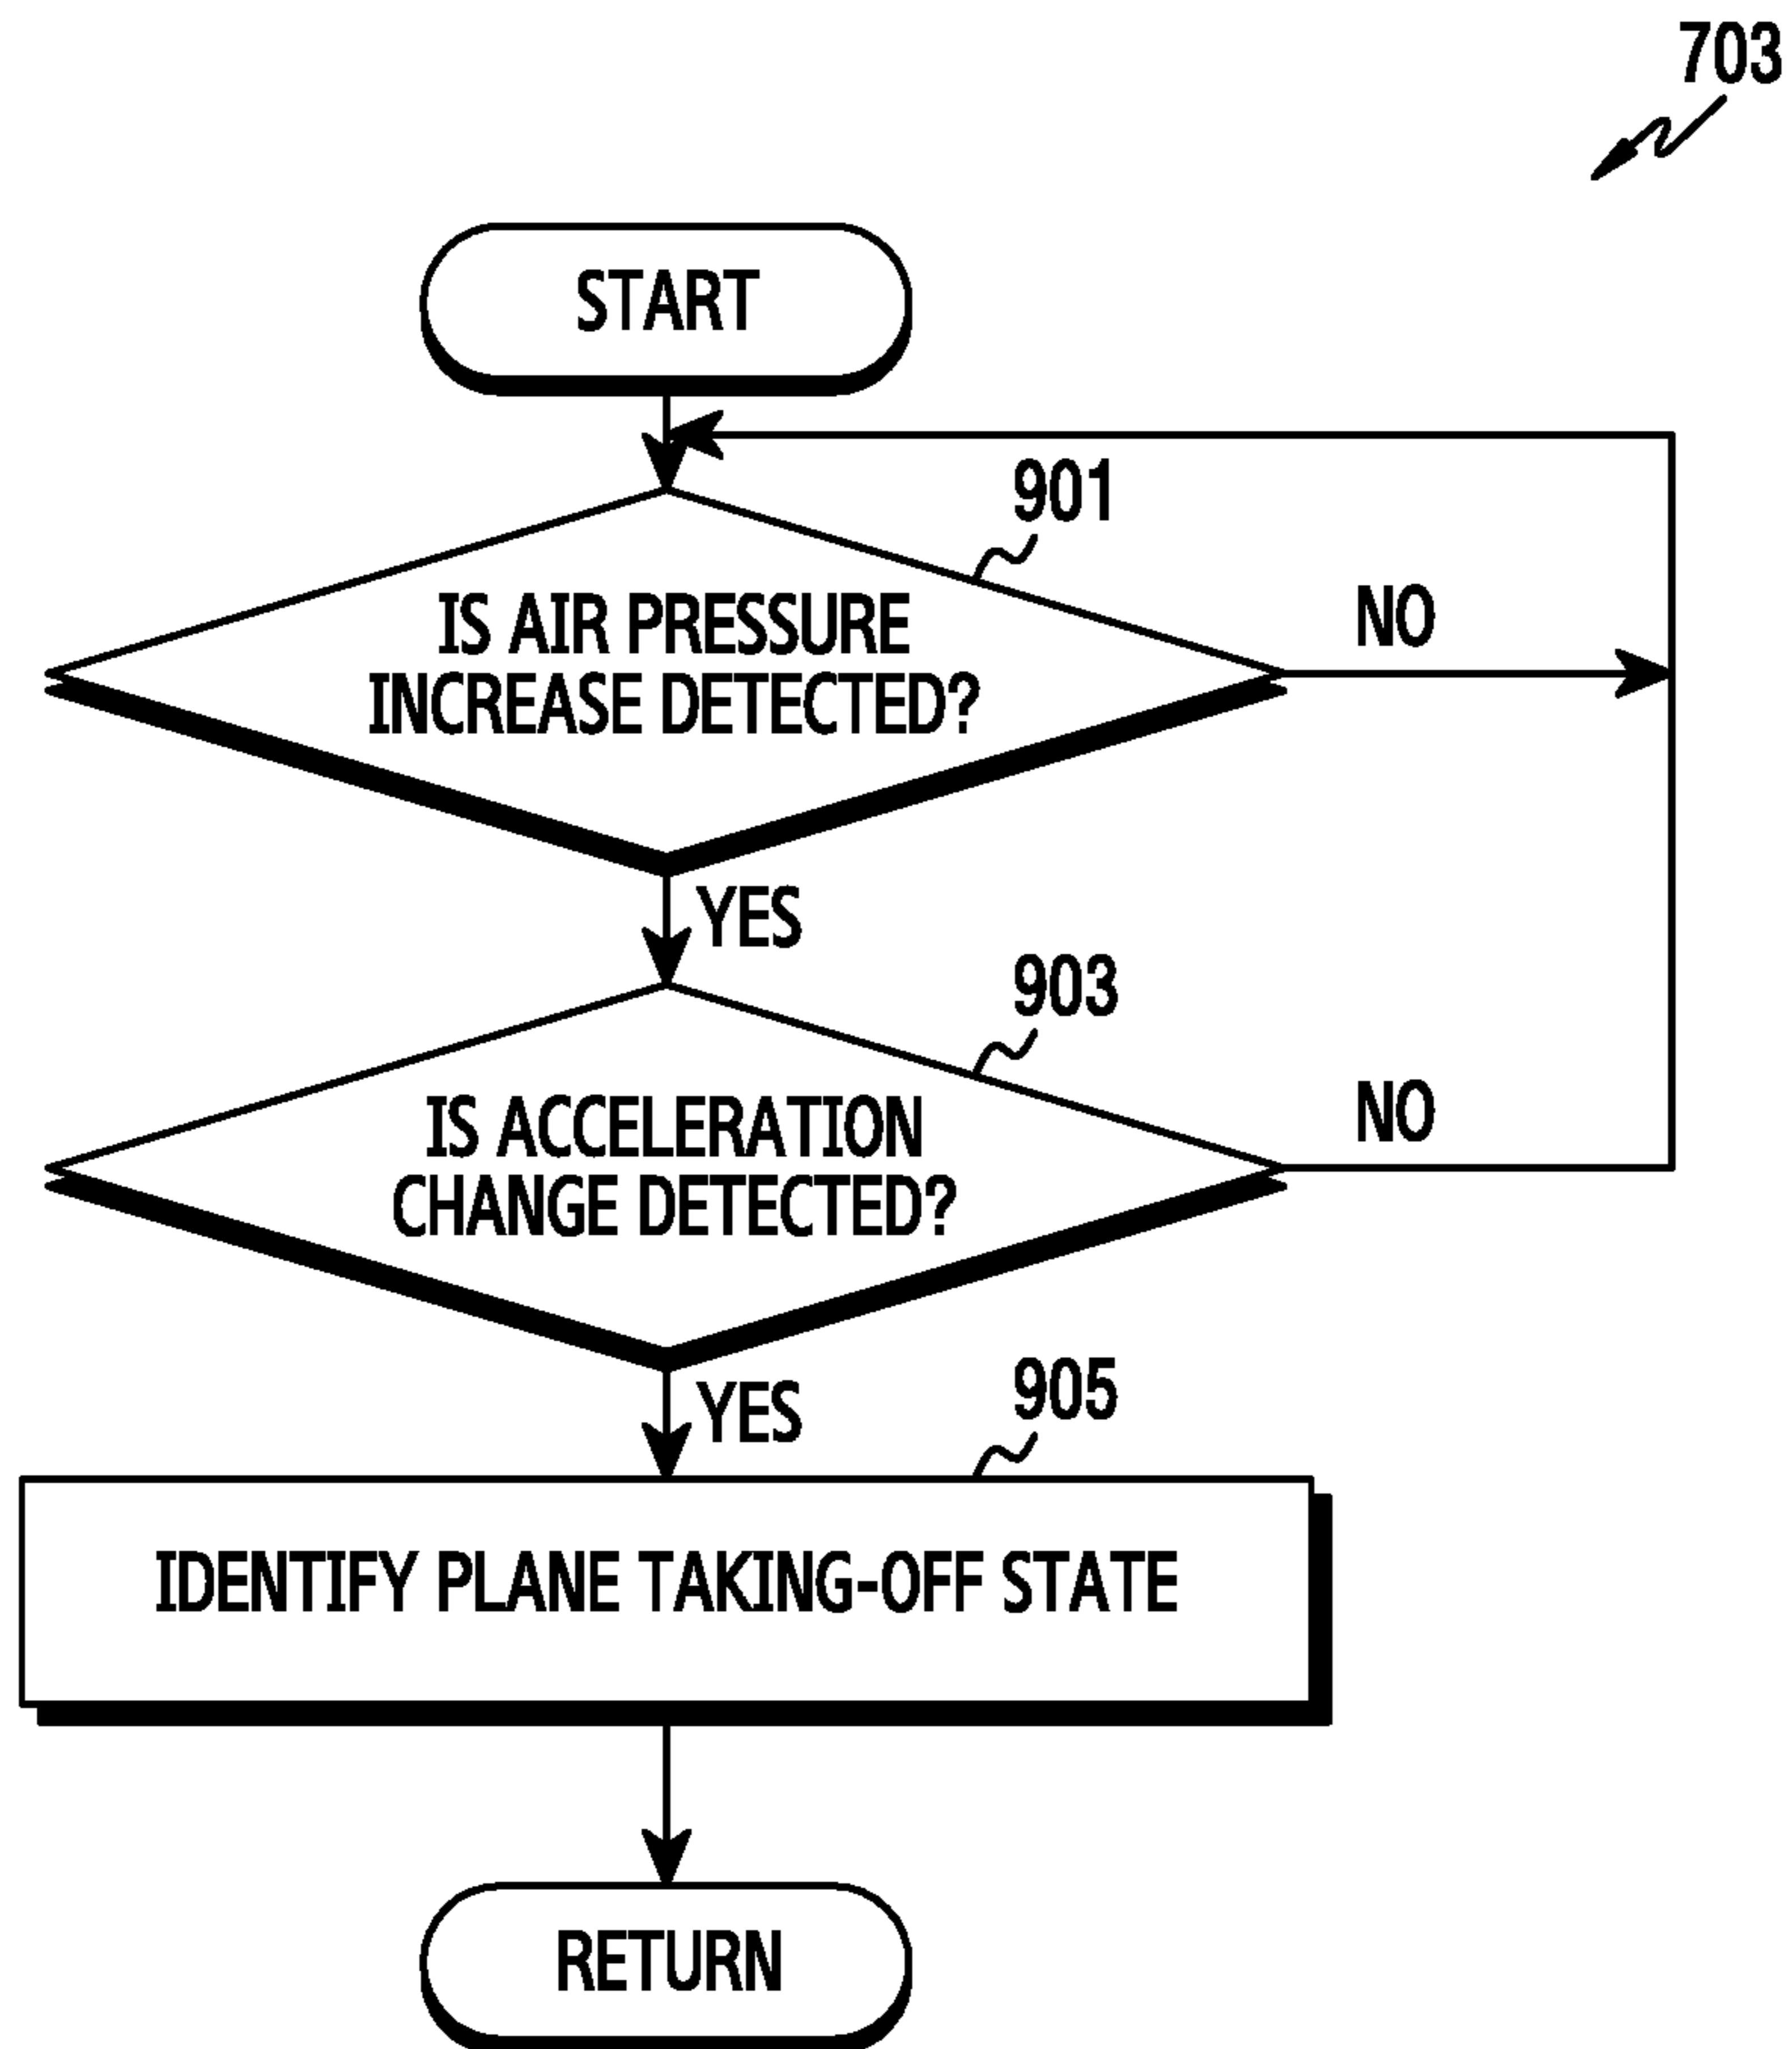 703
START
901
IS AIR PRESSURE
INCREASE DETECTED?
NO
YES
903
IS ACCELERATION
CHANGE DETECTED?
NO
YES
905
IDENTIFY PLANE TAKING-OFF STATE
RETURN